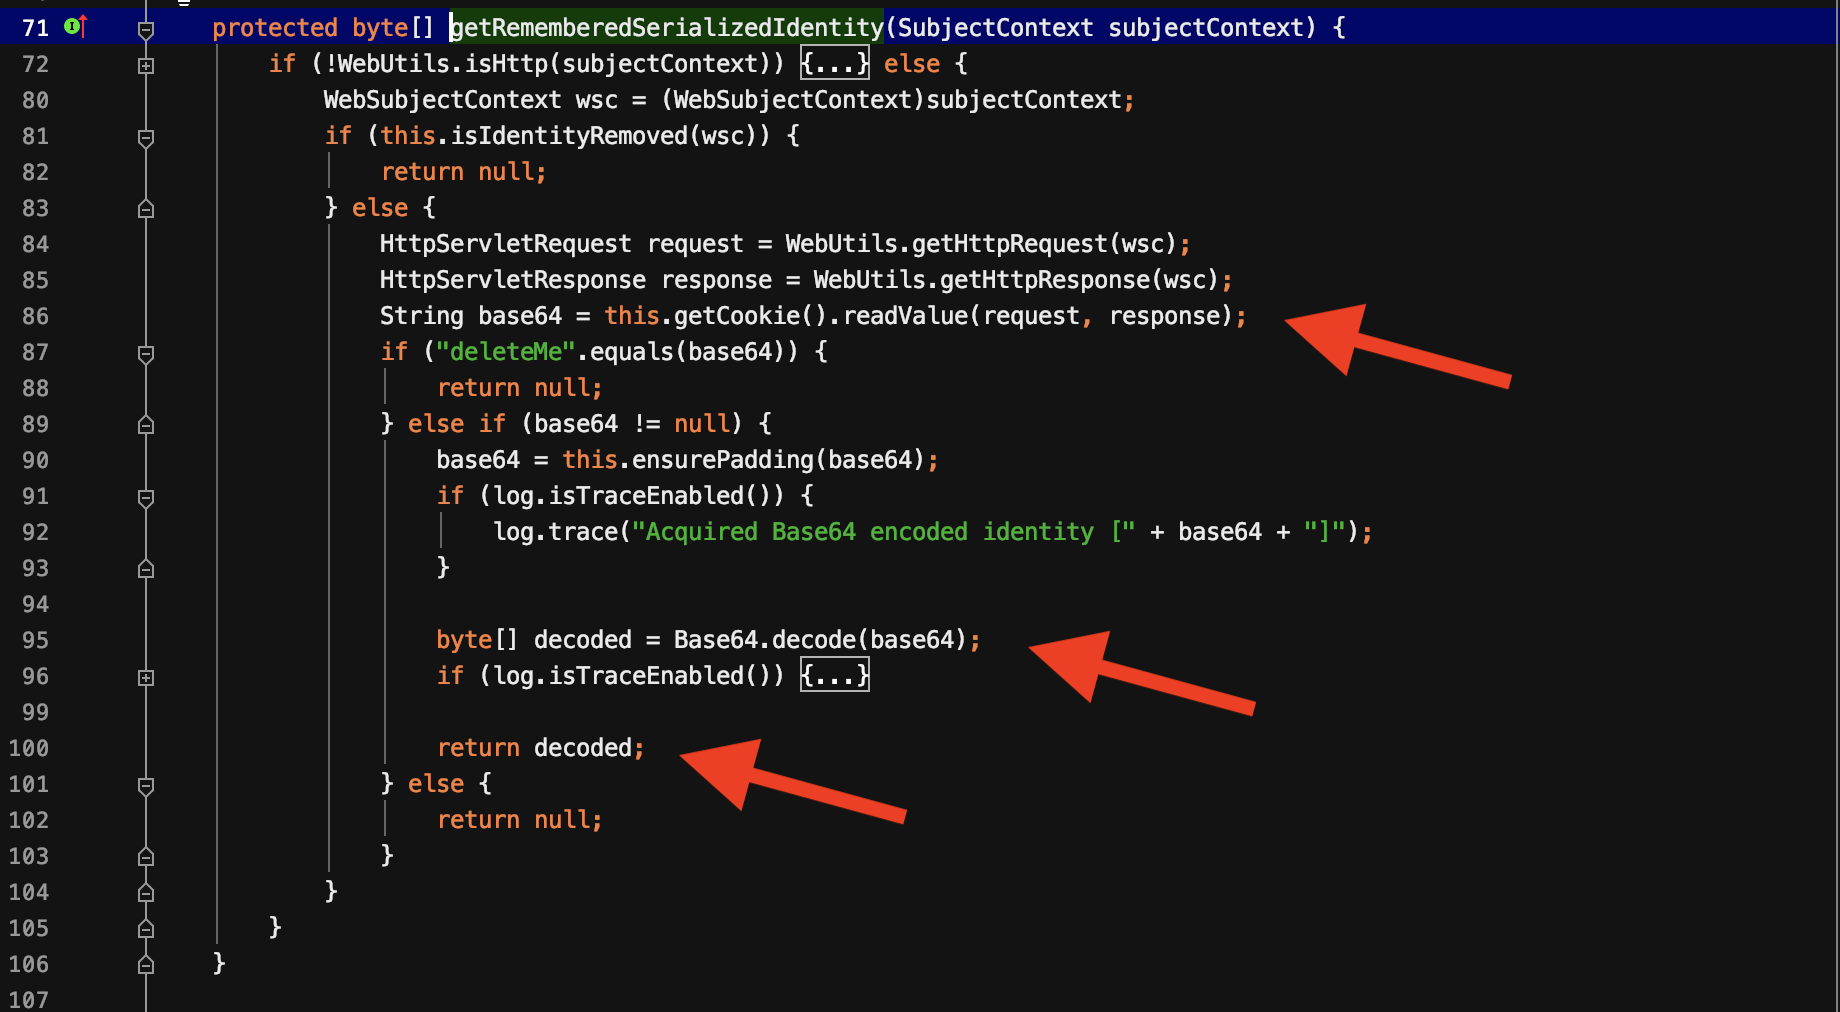 71 protected byte[] getRememberedSerializedIdentity(SubjectContext subjectContext) {
72 if (!WebUtils.isHttp(subjectContext)) {...} else {
80 WebSubjectContext wsc = (WebSubjectContext)subjectContext;
81 if (this.isIdentityRemoved(wsc)) {
82 return null;
83 } else {
84 HttpServletRequest request = WebUtils.getHttpRequest(wsc);
85 HttpServletResponse response = WebUtils.getHttpResponse(wsc);
86 String base64 = this.getCookie().readValue(request, response);
87 if ("deleteMe".equals(base64)) {
88 return null;
89 } else if (base64 != null) {
90 base64 = this.ensurePadding(base64);
91 if (log.isTraceEnabled()) {
92 log.trace("Acquired Base64 encoded identity [" + base64 + "]");
93 }
94
95 byte[] decoded = Base64.decode(base64);
96 if (log.isTraceEnabled()) {...}
99
100 return decoded;
101 } else {
102 return null;
103 }
104 }
105 }
106 }
107